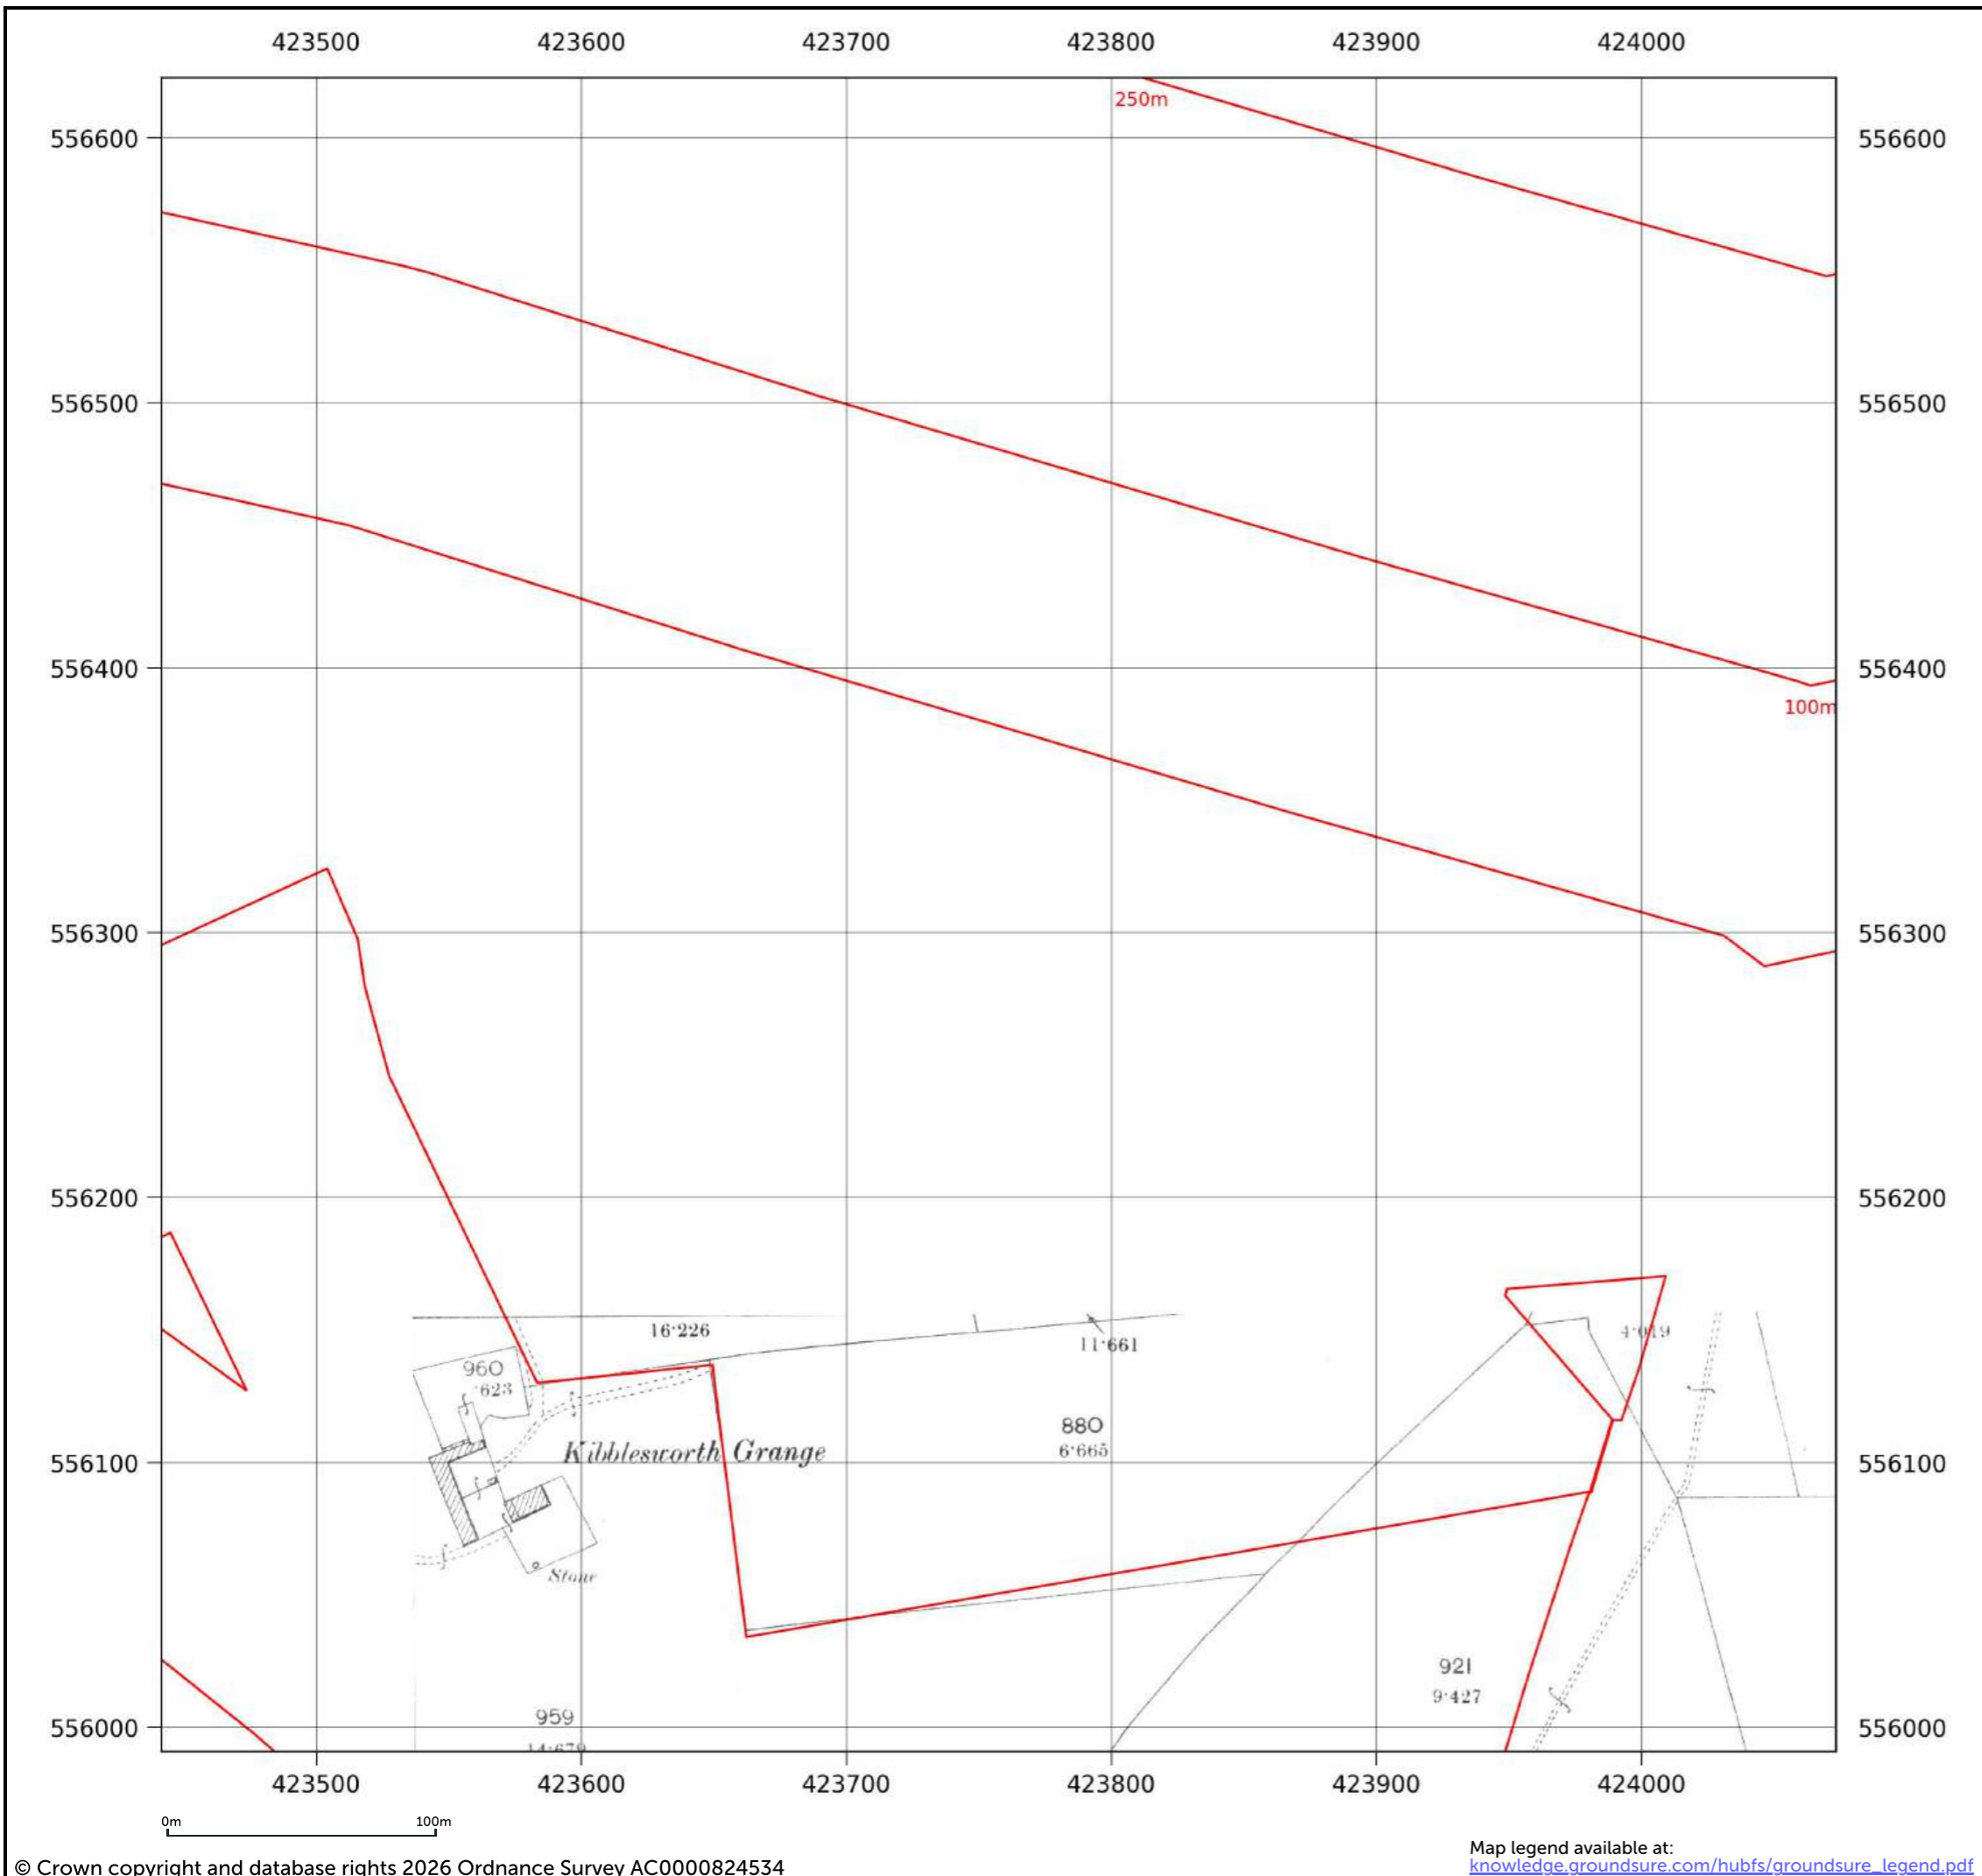 423500 423600 423700 423800 423900 424000
250m
556600 556600
556500 556500
556400 556400
100m
556300 556300
556200 556200
16·226
4·019
11·661
960
·623
880
6·665
Kibblesworth Grange
556100 556100
Stone
921
9·427
959
14·679
556000 556000
423500 423600 423700 423800 423900 424000
0m 100m
Map legend available at:
© Crown copyright and database rights 2026 Ordnance Survey AC0000824534
knowledge.groundsure.com/hubfs/groundsure_legend.pdf